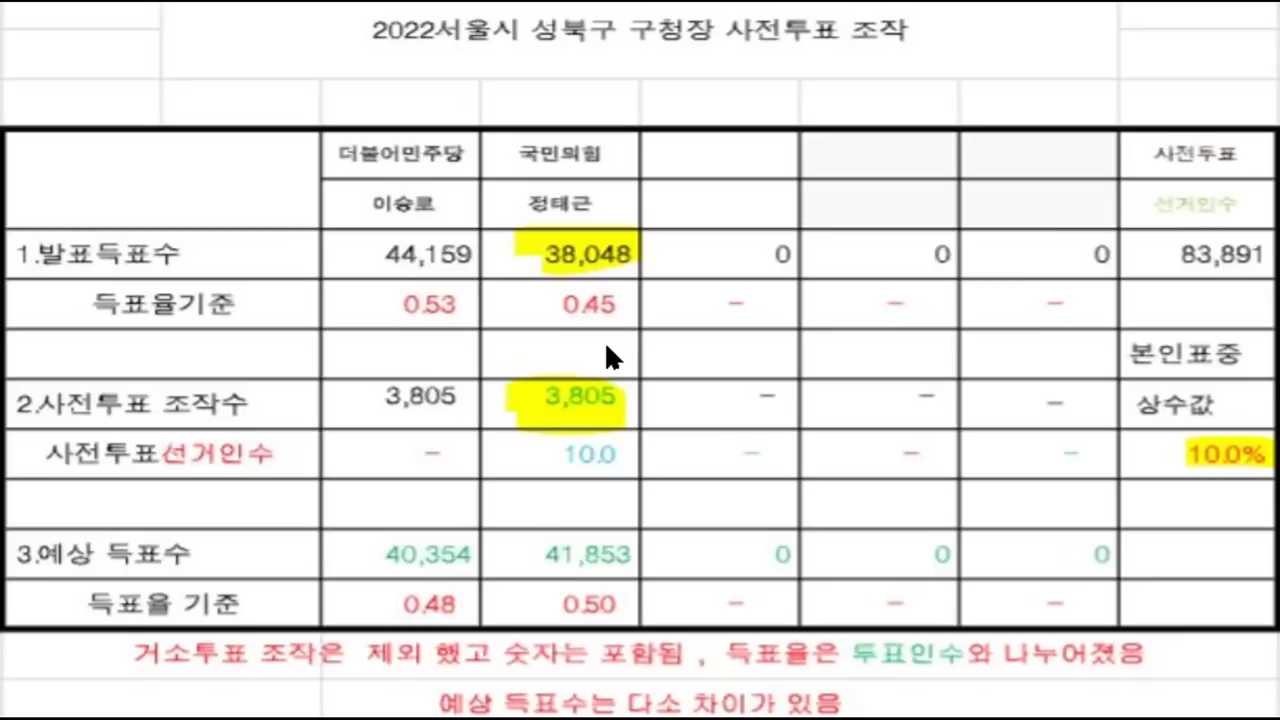 2022서울시 성북구 구청장 사전투표 조작
더불어민주당 국민의힘 사전투표
이승로 정태근 선거인수
1.발표득표수 44,159 38,048 0 0 0 83,891
득표율기준 0.53 0.45 – – –
본인표중
2.사전투표 조작수 3,805 3,805 – – – 상수값
사전투표선거인수 – 10.0 – – – 10.0%
3.예상 득표수 40,354 41,853 0 0 0
득표율 기준 0.48 0.50 – – –
거소투표 조작은 제외 했고 숫자는 포함됨 , 득표율은 투표인수와 나누어졌음
예상 득표수는 다소 차이가 있음